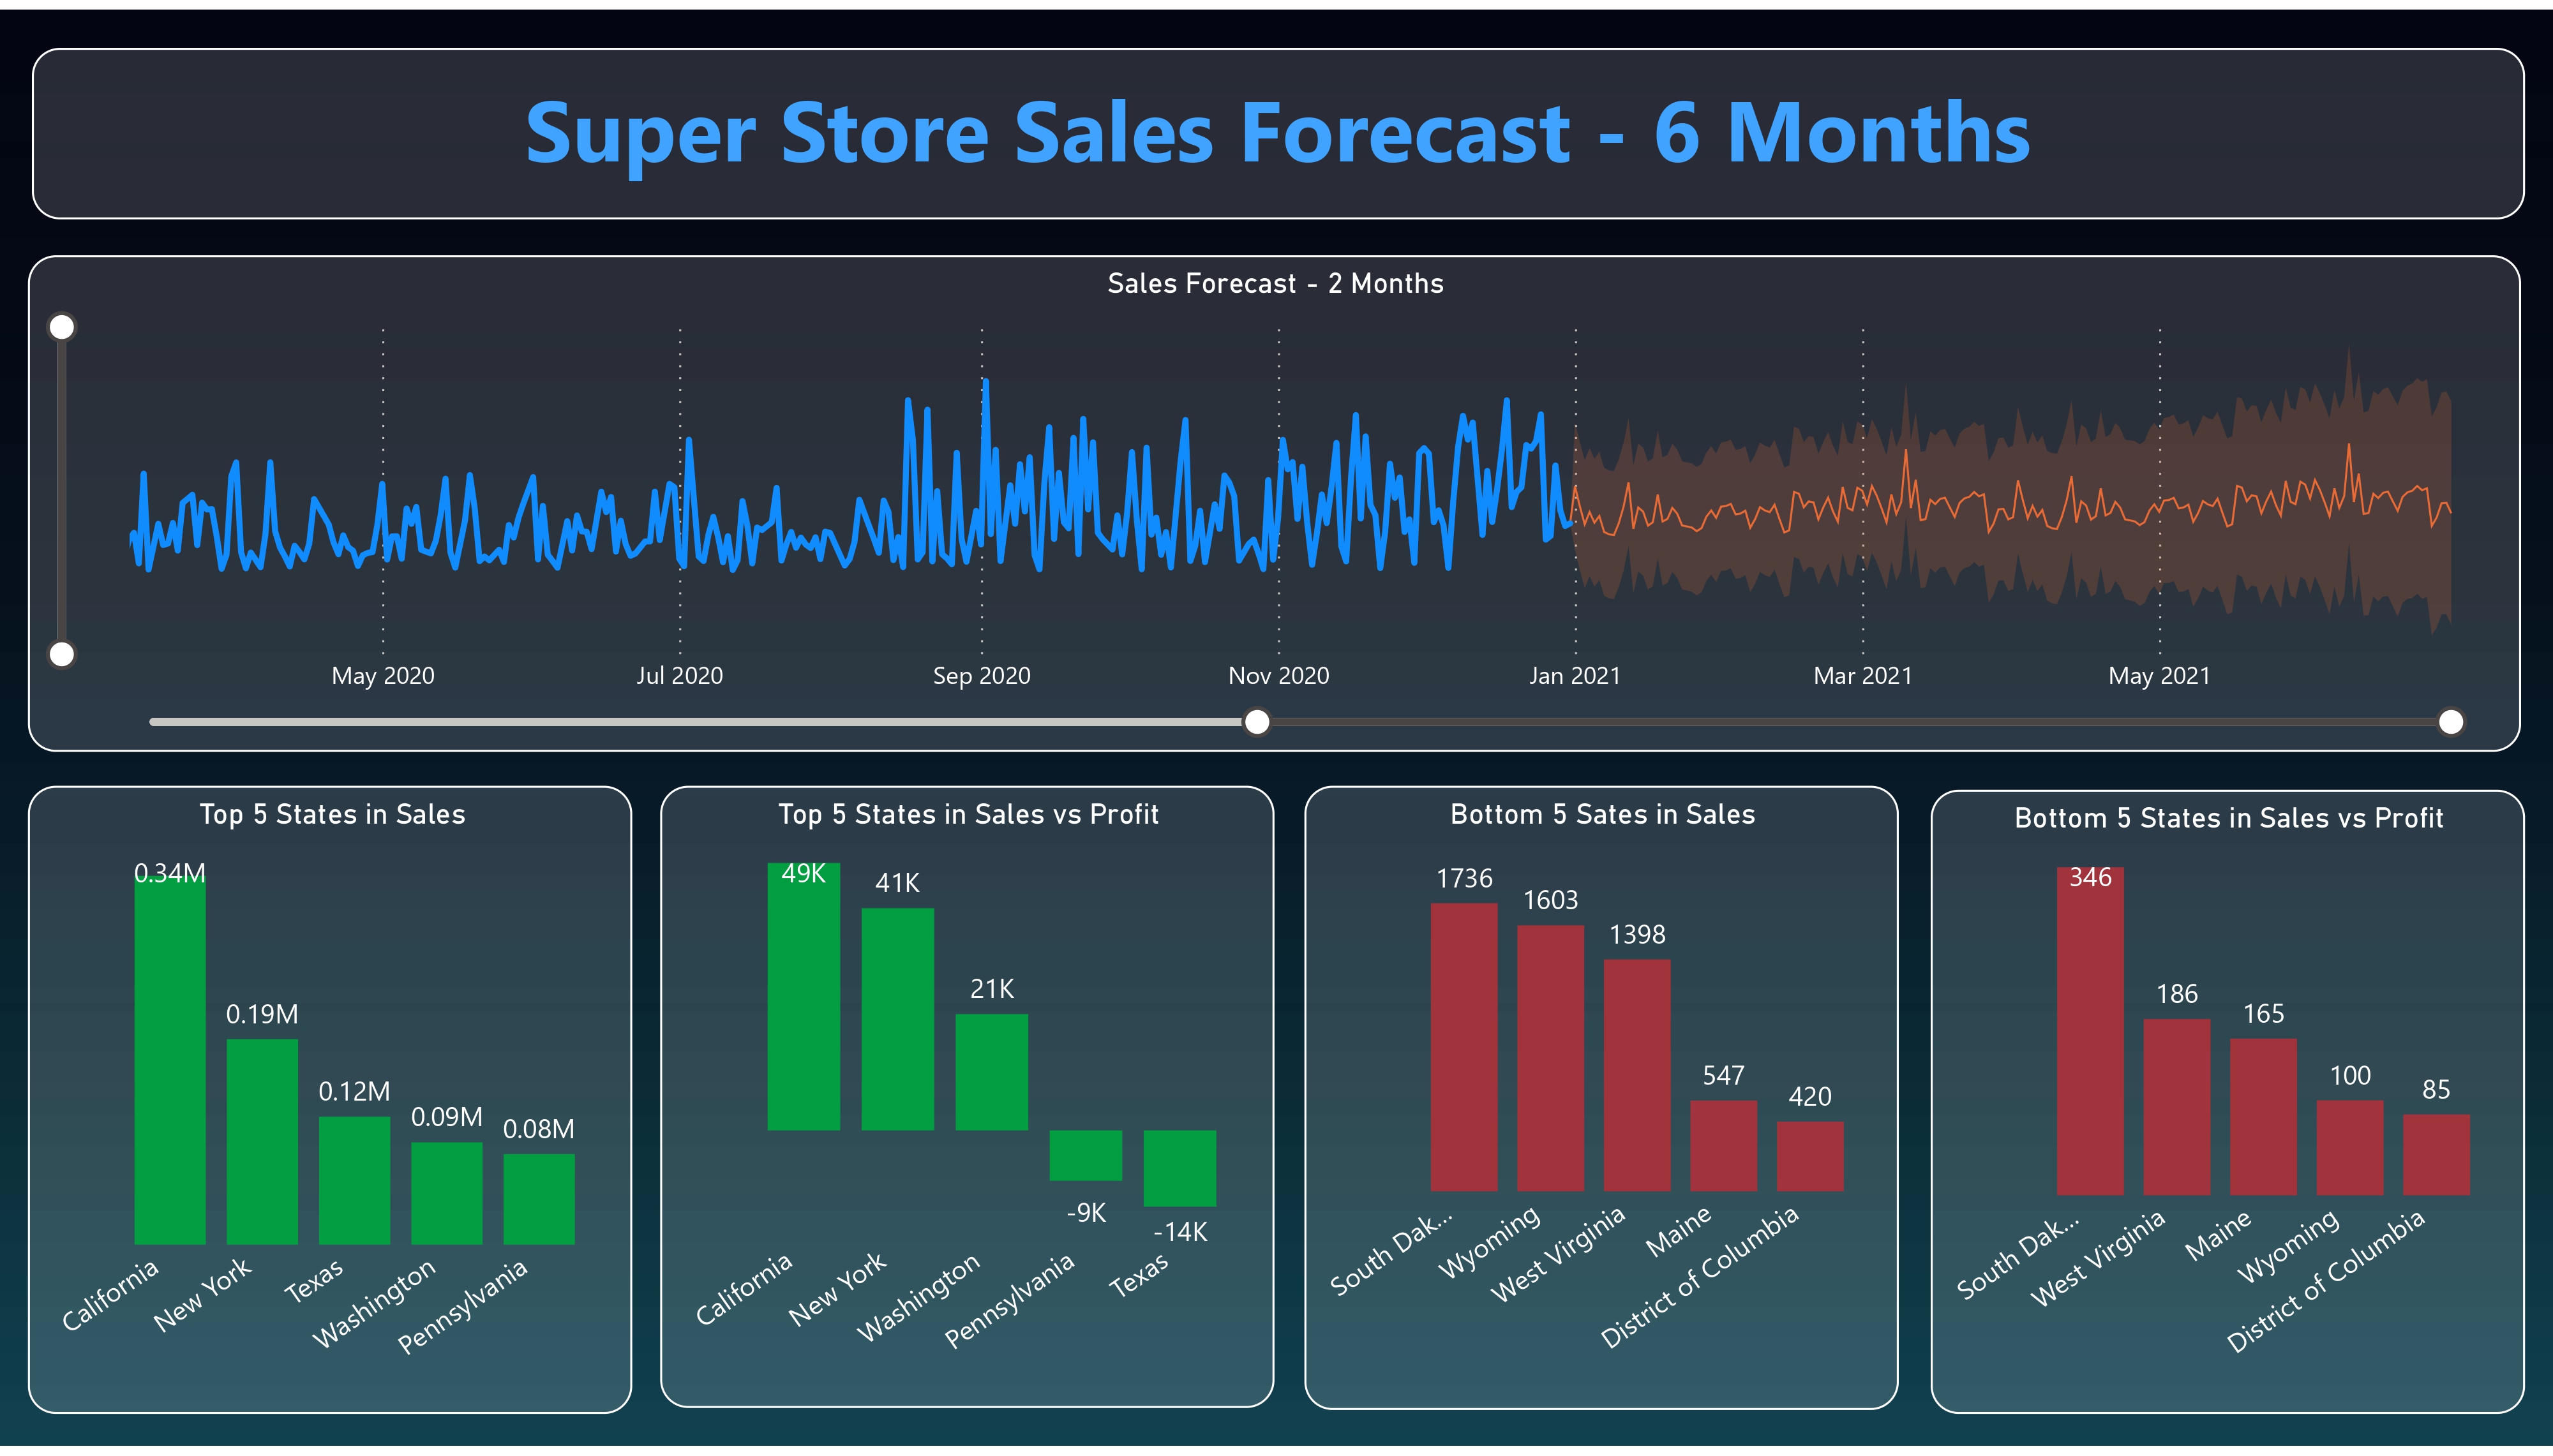 Super Store Sales Forecast - 6 Months
Sales Forecast - 2 Months
May 2020
Jul 2020
Sep 2020
Nov 2020
Jan 2021
Mar 2021
May 2021
Top 5 States in Sales
0.34M
0.19M
0.12M
0.09M
0.08M
California
New York
Texas
Washington
Pennsylvania
Top 5 States in Sales vs Profit
49K
41K
21K
-9K
-14K
California
New York
Washington
Pennsylvania
Texas
Bottom 5 Sates in Sales
1736
1603
1398
547
420
South Dak...
Wyoming
West Virginia
Maine
District of Columbia
Bottom 5 States in Sales vs Profit
346
186
165
100
85
South Dak...
West Virginia
Maine
Wyoming
District of Columbia